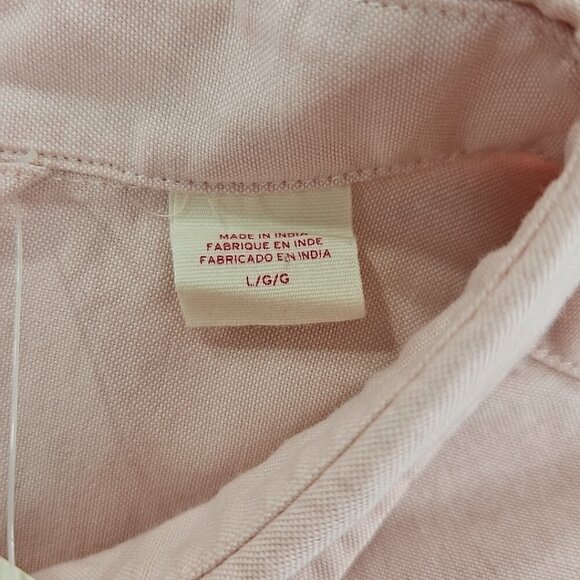 MADE IN INDIA
FABRIQUE EN INDE
FABRICADO EN INDIA
L/G/G